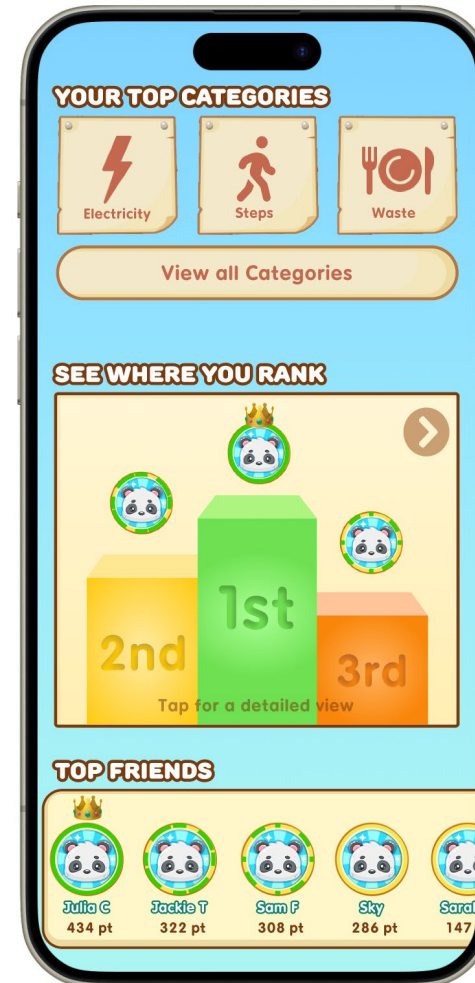 YOUR TOP CATEGORIES
Electricity
Steps
Waste
View all Categories
SEE WHERE YOU RANK
1st
2nd
3rd
Tap for a detailed view
TOP FRIENDS
Julia C
Jackie T
Sam F
Sky
434 pt
322 pt
308 pt
286 pt
147